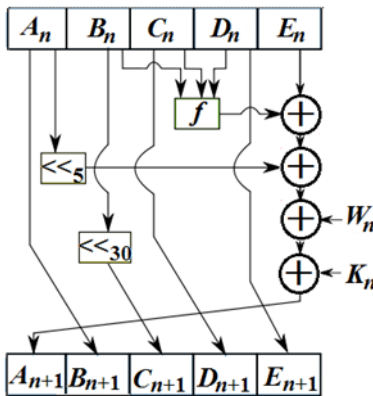 Aₙ Bₙ Cₙ Dₙ Eₙ
f
<<₅
<<₃₀
Wₙ
Kₙ
Aₙ₊₁ Bₙ₊₁ Cₙ₊₁ Dₙ₊₁ Eₙ₊₁